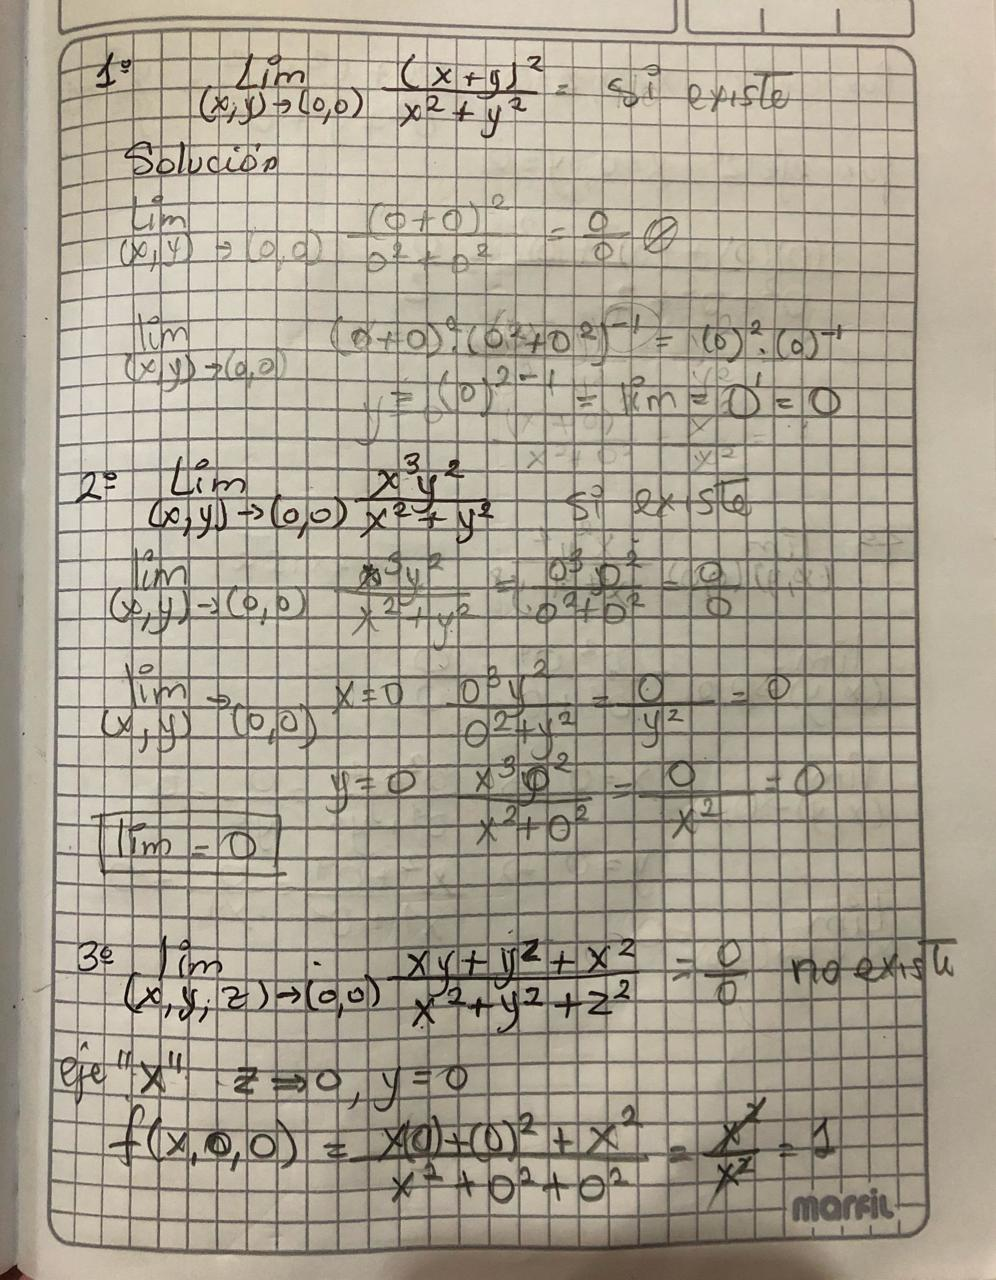 1º Lim (x,y)→(0,0) (x+y)² / x²+y² = Si existe
Solución
Lim (x,y)→(0,0) (0+0)² / 0²+0² = 0/0 ∅
lim (x,y)→(0,0) (0+0)²·(0²+0²)⁻¹ = (0)²·(0)⁻¹
y = (0)²⁻¹ = lim = 0¹ = 0
2º Lim (x,y)→(0,0) x³y² / x²+y² si existe
lim (x,y)→(0,0) x³y² / x²+y² = 0³0² / 0²+0² = 0/0
lim (x,y)→(0,0) x=0 0³y² / 0²+y² = 0/y² = 0
y=0 x³0² / x²+0² = 0/x² = 0
lim = 0
3º lim (x,y,z)→(0,0) xy+yz+x² / x²+y²+z² = 0/0 no existe
eje "x" z⇒0, y=0
f(x,0,0) = x(0)+(0)²+x² / x²+0²+0² = x²/x² = 1
marfil